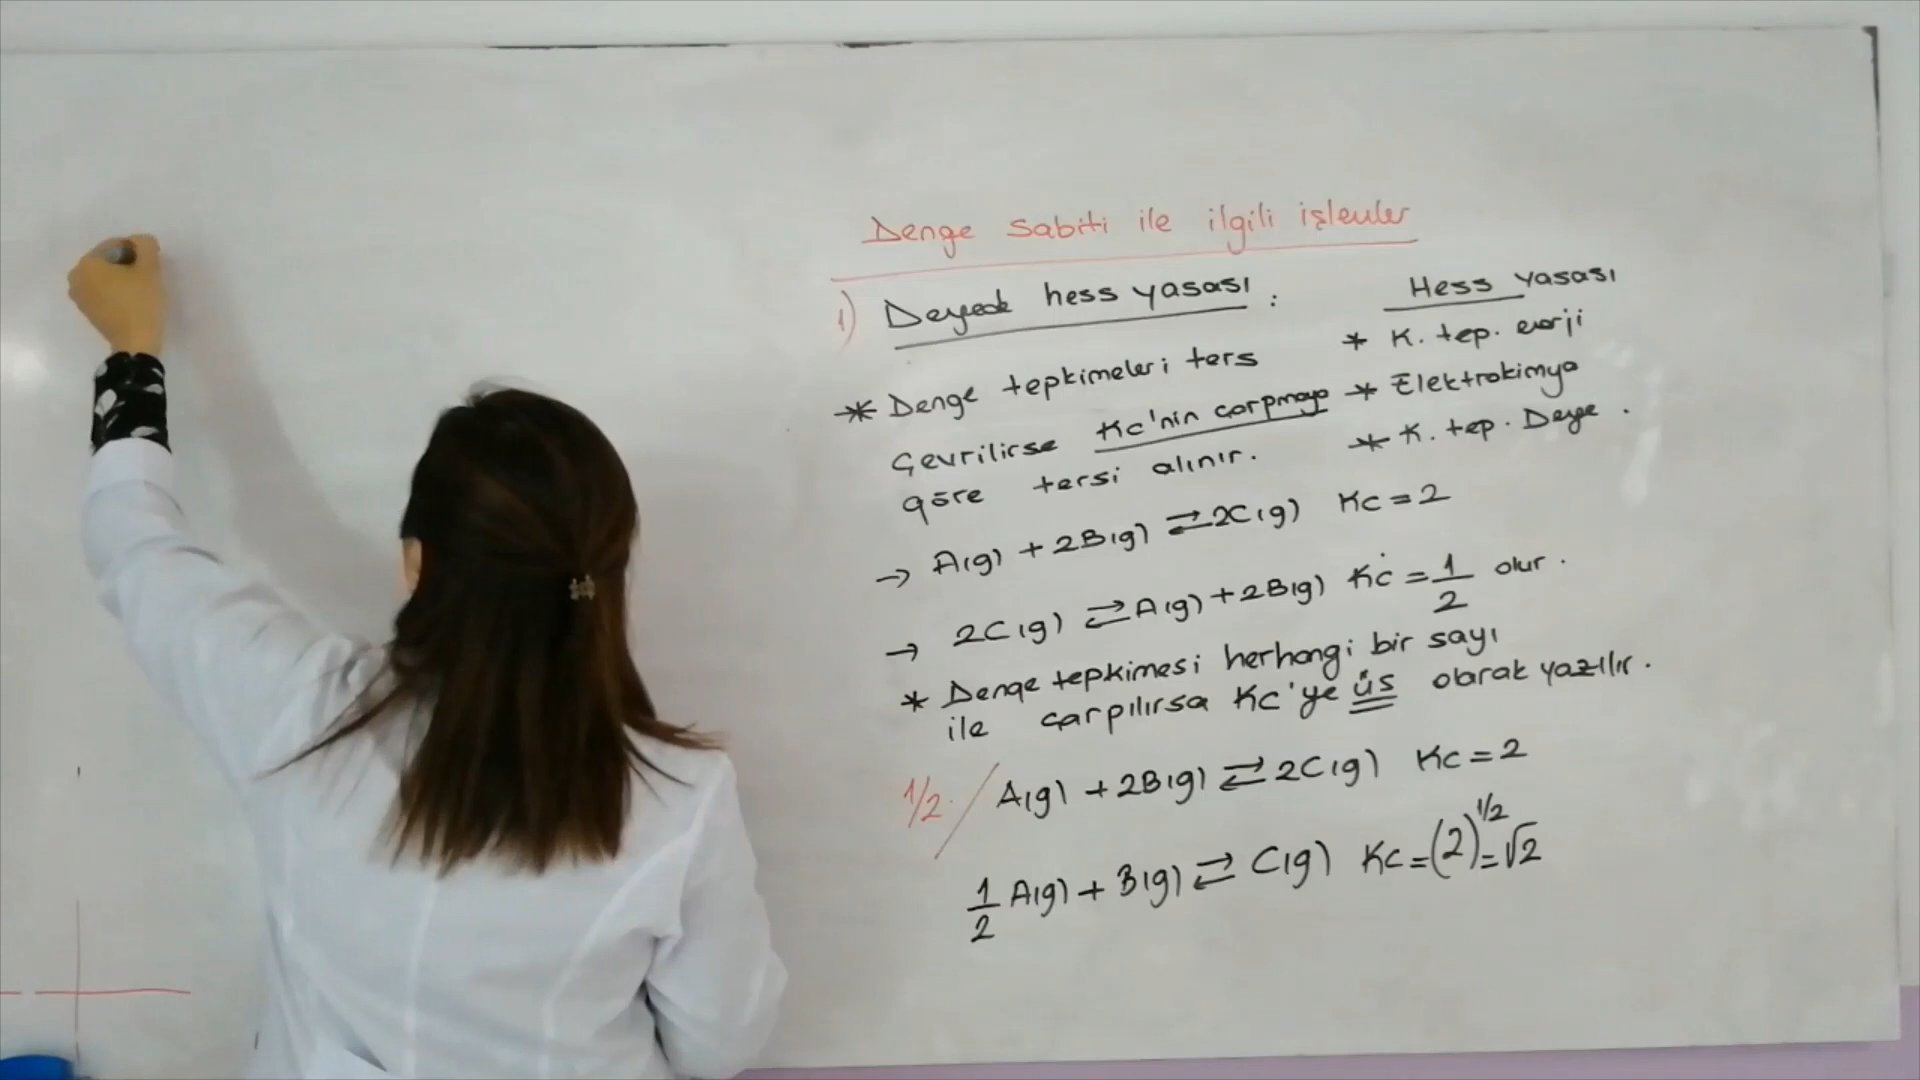 Denge sabiti ile ilgili işlemler
1) Dengede hess yasası :
* Denge tepkimeleri ters
Çevrilirse Kc'nin çarpmaya
göre tersi alınır.
Hess yasası
* K. tep. enerji
* Elektrokimya
* K. tep. Denge .
→ A(g) + 2B(g) ⇌ 2C(g) Kc = 2
→ 2C(g) ⇌ A(g) + 2B(g) Kc = 1/2 olur .
* Denge tepkimesi herhangi bir sayı
ile çarpılırsa Kc'ye üs olarak yazılır .
1/2 / A(g) + 2B(g) ⇌ 2C(g) Kc = 2
1/2 A(g) + B(g) ⇌ C(g) Kc = (2)^1/2 = √2